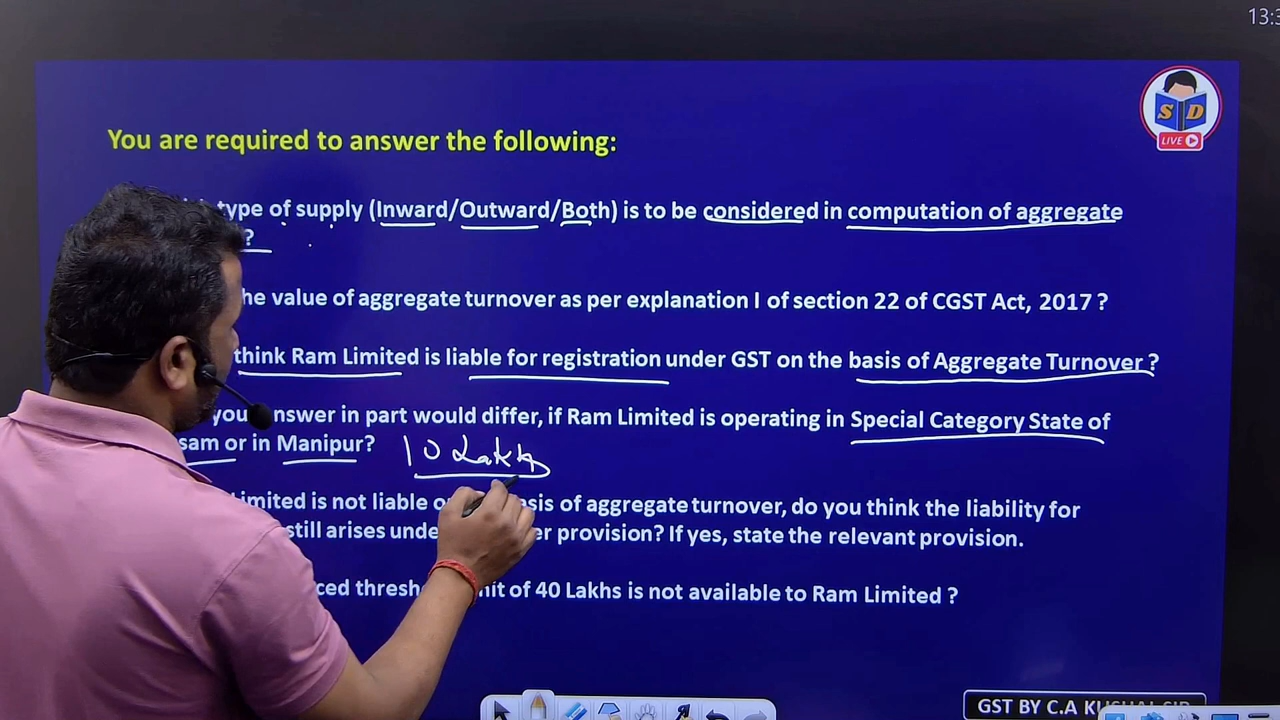 13:3
S D
LIVE
You are required to answer the following:
type of supply (Inward/Outward/Both) is to be considered in computation of aggregate
?
he value of aggregate turnover as per explanation I of section 22 of CGST Act, 2017 ?
think Ram Limited is liable for registration under GST on the basis of Aggregate Turnover ?
you nswer in part would differ, if Ram Limited is operating in Special Category State of
sam or in Manipur? 10 Lakh
imited is not liable o asis of aggregate turnover, do you think the liability for
still arises unde er provision? If yes, state the relevant provision.
ced thresh it of 40 Lakhs is not available to Ram Limited ?
GST BY C.A KUSHAL SIR